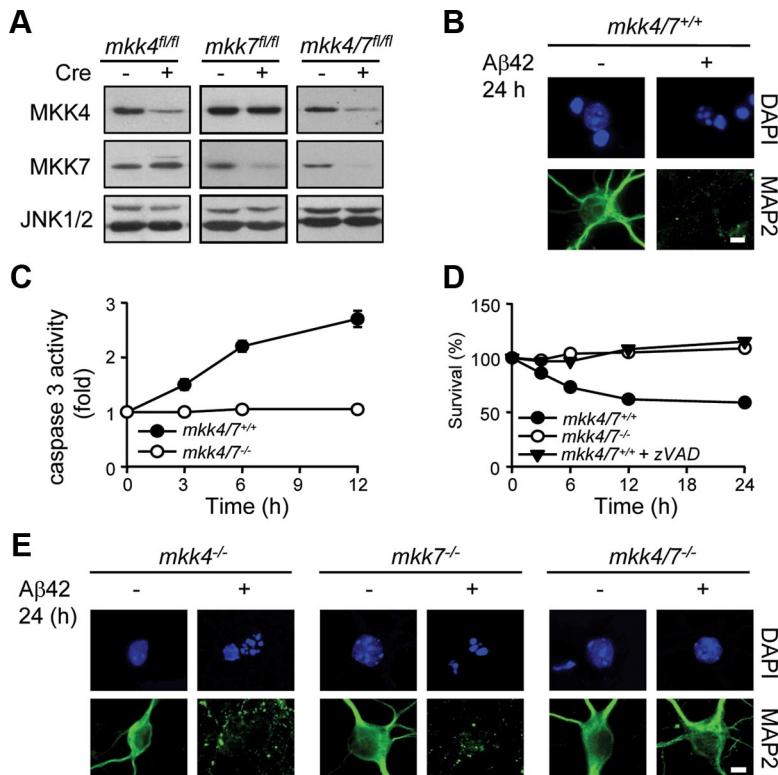 A
mkk4fl/fl mkk7fl/fl mkk4/7fl/fl
Cre - + - + - +
MKK4
MKK7
JNK1/2
B
mkk4/7+/+
Aβ42 - +
24 h
DAPI
MAP2
C
caspase 3 activity
(fold)
3
2
1
0
mkk4/7+/+
mkk4/7-/-
0 3 6 9 12
Time (h)
D
Survival (%)
150
100
50
0
mkk4/7+/+
mkk4/7-/-
mkk4/7+/+ + zVAD
0 6 12 18 24
Time (h)
E
mkk4-/- mkk7-/- mkk4/7-/-
Aβ42 - + - + - +
24 (h)
DAPI
MAP2